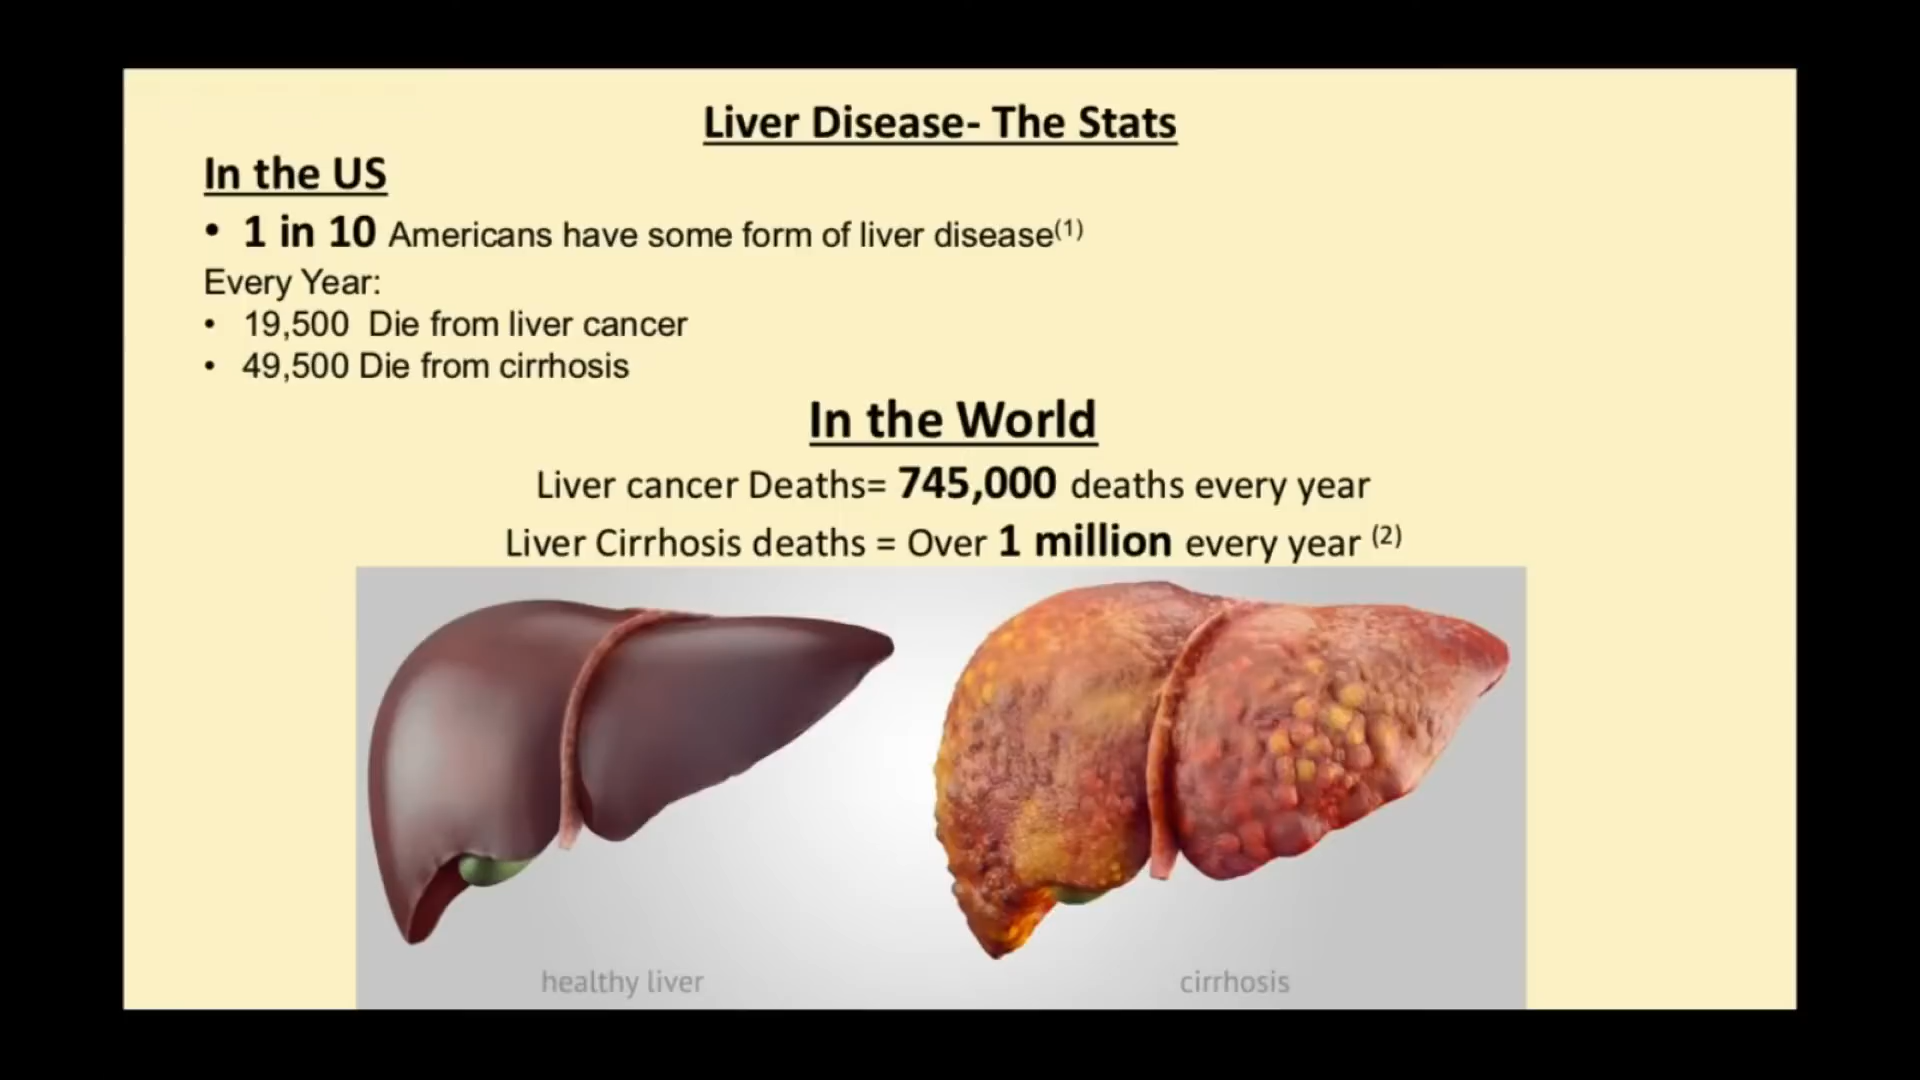 Liver Disease- The Stats
In the US
• 1 in 10 Americans have some form of liver disease(1)
Every Year:
• 19,500 Die from liver cancer
• 49,500 Die from cirrhosis
In the World
Liver cancer Deaths= 745,000 deaths every year
Liver Cirrhosis deaths = Over 1 million every year (2)
healthy liver
cirrhosis